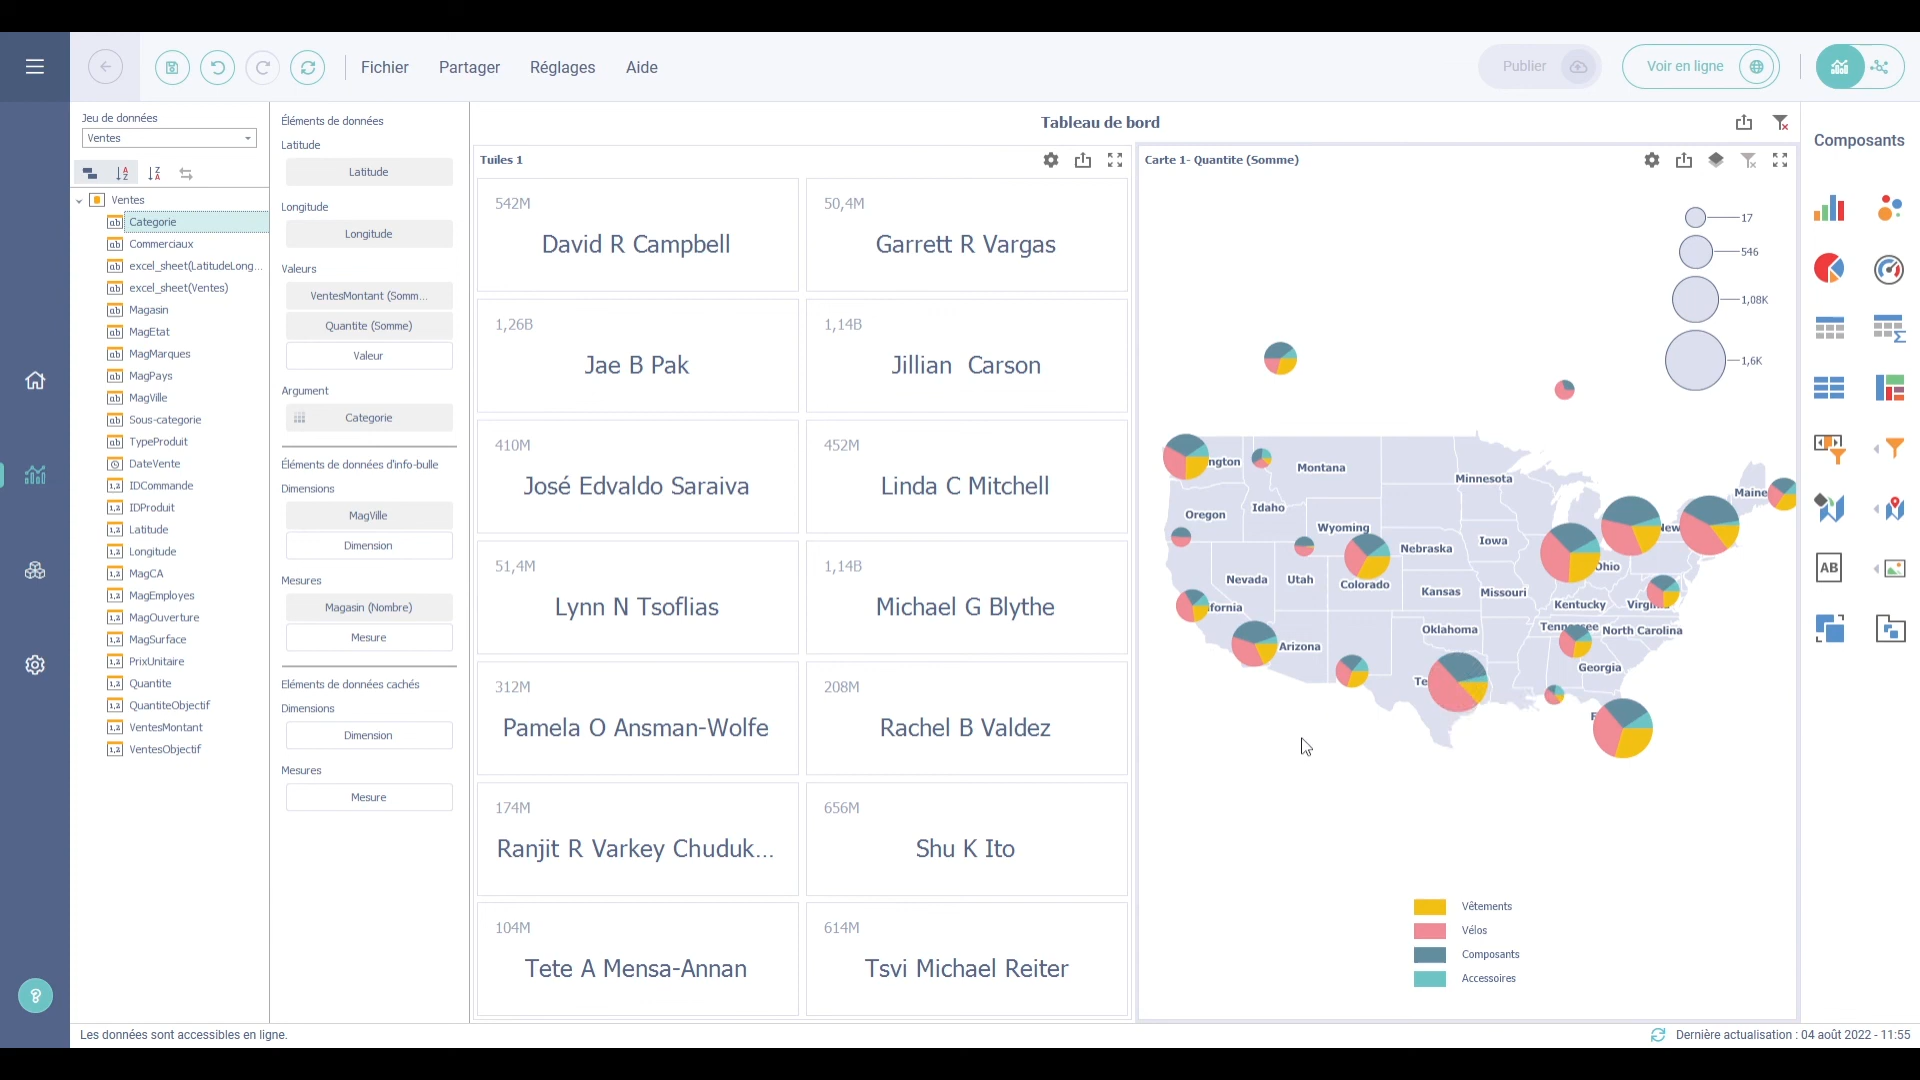 Fichier
Partager
Réglages
Aide
Publier
Voir en ligne
Jeu de données
Ventes
Ventes
Categorie
Commerciaux
excel_sheet(LatitudeLong...
excel_sheet(Ventes)
Magasin
MagEtat
MagMarques
MagPays
MagVille
Sous-categorie
TypeProduit
DateVente
IDCommande
IDProduit
Latitude
Longitude
MagCA
MagEmployes
MagOuverture
MagSurface
PrixUnitaire
Quantite
QuantiteObjectif
VentesMontant
VentesObjectif
Éléments de données
Latitude
Latitude
Longitude
Longitude
Valeurs
VentesMontant (Somm...
Quantite (Somme)
Valeur
Argument
Categorie
Éléments de données d'info-bulle
Dimensions
MagVille
Dimension
Mesures
Magasin (Nombre)
Mesure
Eléments de données cachés
Dimensions
Dimension
Mesures
Mesure
Tableau de bord
Tuiles 1
542M
David R Campbell
50,4M
Garrett R Vargas
1,26B
Jae B Pak
1,14B
Jillian  Carson
410M
José Edvaldo Saraiva
452M
Linda C Mitchell
51,4M
Lynn N Tsoflias
1,14B
Michael G Blythe
312M
Pamela O Ansman-Wolfe
208M
Rachel B Valdez
174M
Ranjit R Varkey Chuduk...
656M
Shu K Ito
104M
Tete A Mensa-Annan
614M
Tsvi Michael Reiter
Carte 1- Quantite (Somme)
17
546
1,08K
1,6K
ngton
Montana
Minnesota
Maine
Oregon
Idaho
Wyoming
New
Nebraska
Iowa
Ohio
Nevada
Utah
Colorado
Kansas
Missouri
Kentucky
Virgi
fornia
Oklahoma
Tennessee
North Carolina
Arizona
Georgia
Te
F
Vêtements
Vélos
Composants
Accessoires
Composants
AB
Les données sont accessibles en ligne.
Dernière actualisation : 04 août 2022 - 11:55